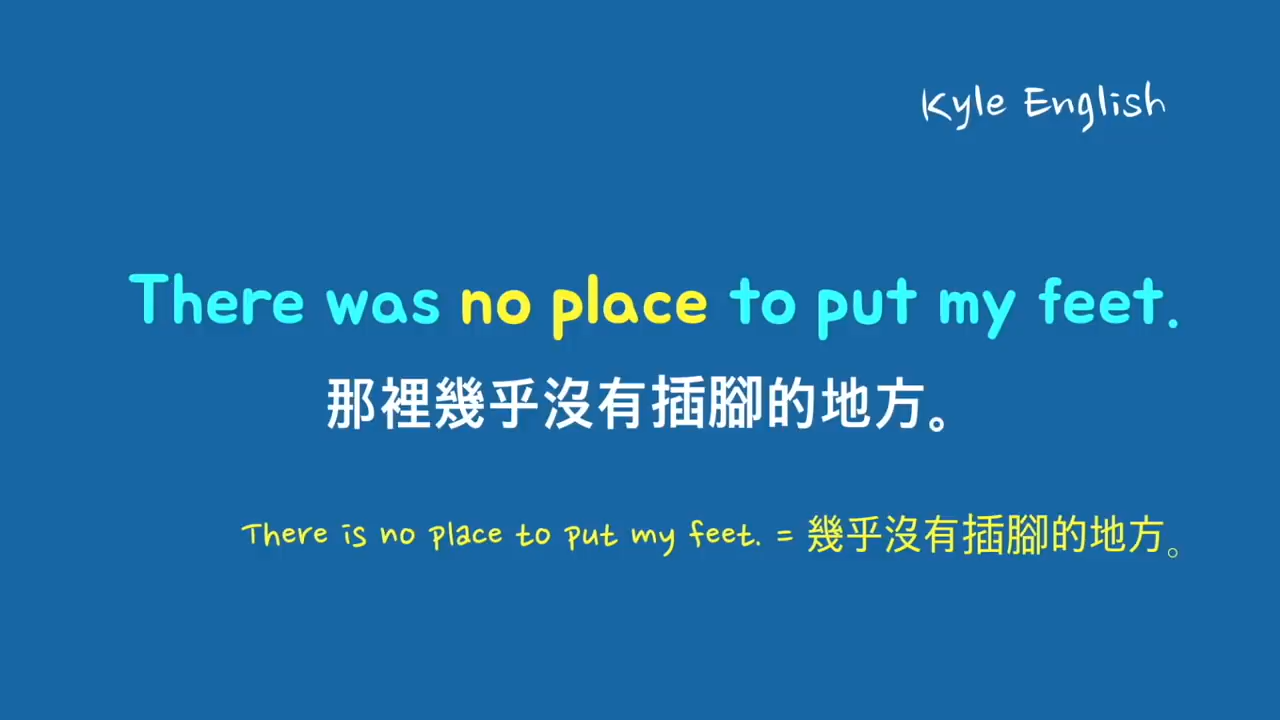 Kyle English
There was no place to put my feet.
那裡幾乎沒有插腳的地方。
There is no place to put my feet. = 幾乎沒有插腳的地方。